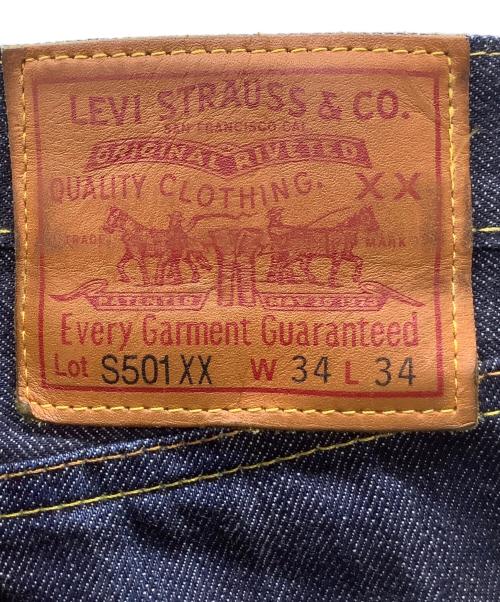 LEVI STRAUSS & CO.
SAN FRANCISCO CAL.
ORIGINAL RIVETED
QUALITY CLOTHING. XX
TRADE MARK
PATENTED MAY 20 1873
Every Garment Guaranteed
Lot S501XX W 34 L 34